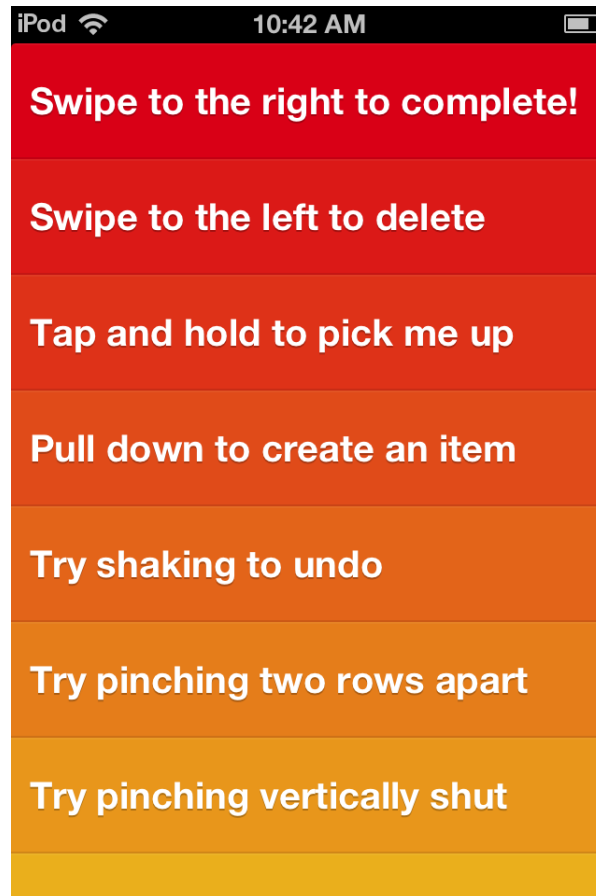 iPod 10:42 AM
Swipe to the right to complete!
Swipe to the left to delete
Tap and hold to pick me up
Pull down to create an item
Try shaking to undo
Try pinching two rows apart
Try pinching vertically shut